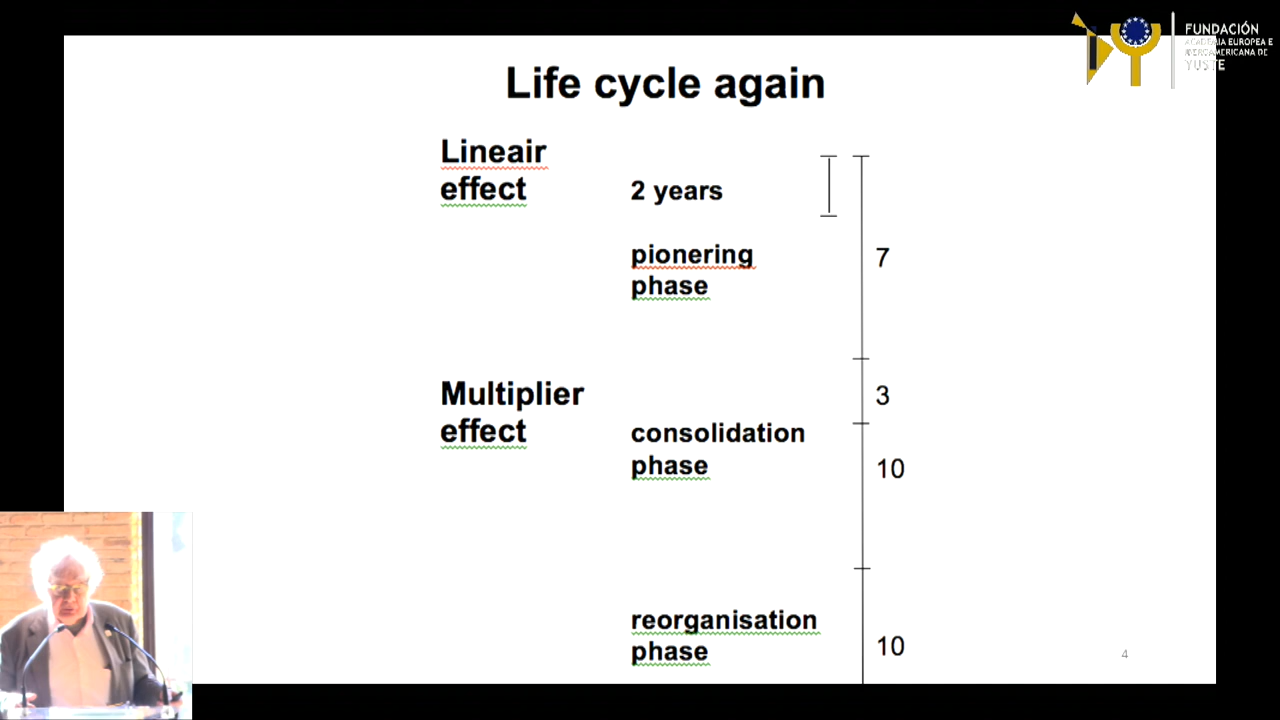 Life cycle again
Lineair
effect
2 years
pionering
phase
7
Multiplier
effect
3
consolidation
phase
10
reorganisation
phase
10
4
FUNDACIÓN
ACADEMIA EUROPEA E
IBEROAMERICANA DE
YUSTE